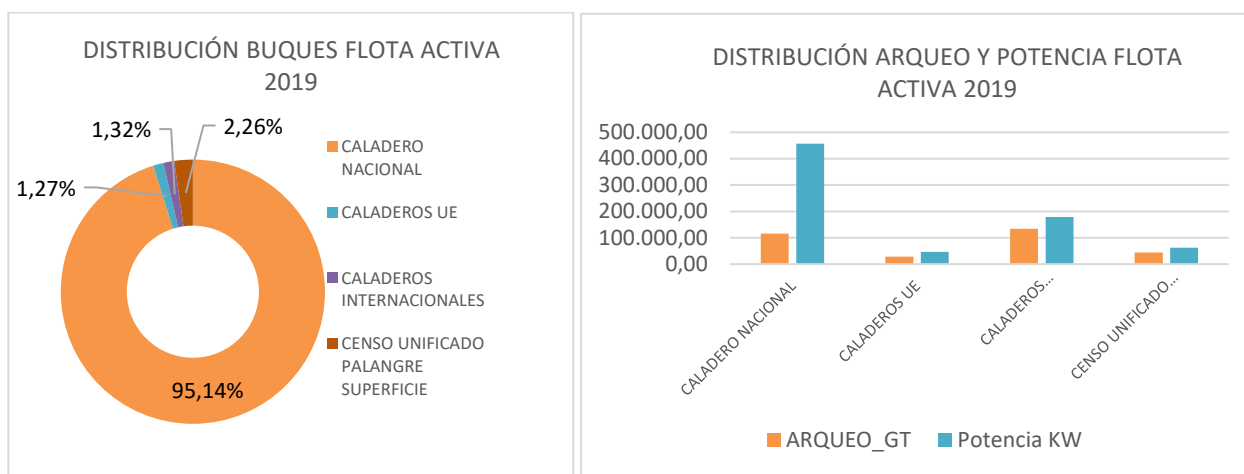 DISTRIBUCIÓN BUQUES FLOTA ACTIVA
2019
1,32%
2,26%
1,27%
95,14%
CALADERO
NACIONAL
CALADEROS UE
CALADEROS
INTERNACIONALES
CENSO UNIFICADO
PALANGRE
SUPERFICIE
DISTRIBUCIÓN ARQUEO Y POTENCIA FLOTA
ACTIVA 2019
500.000,00
400.000,00
300.000,00
200.000,00
100.000,00
0,00
CALADERO NACIONAL
CALADEROS UE
CALADEROS...
CENSO UNIFICADO...
ARQUEO_GT
Potencia KW